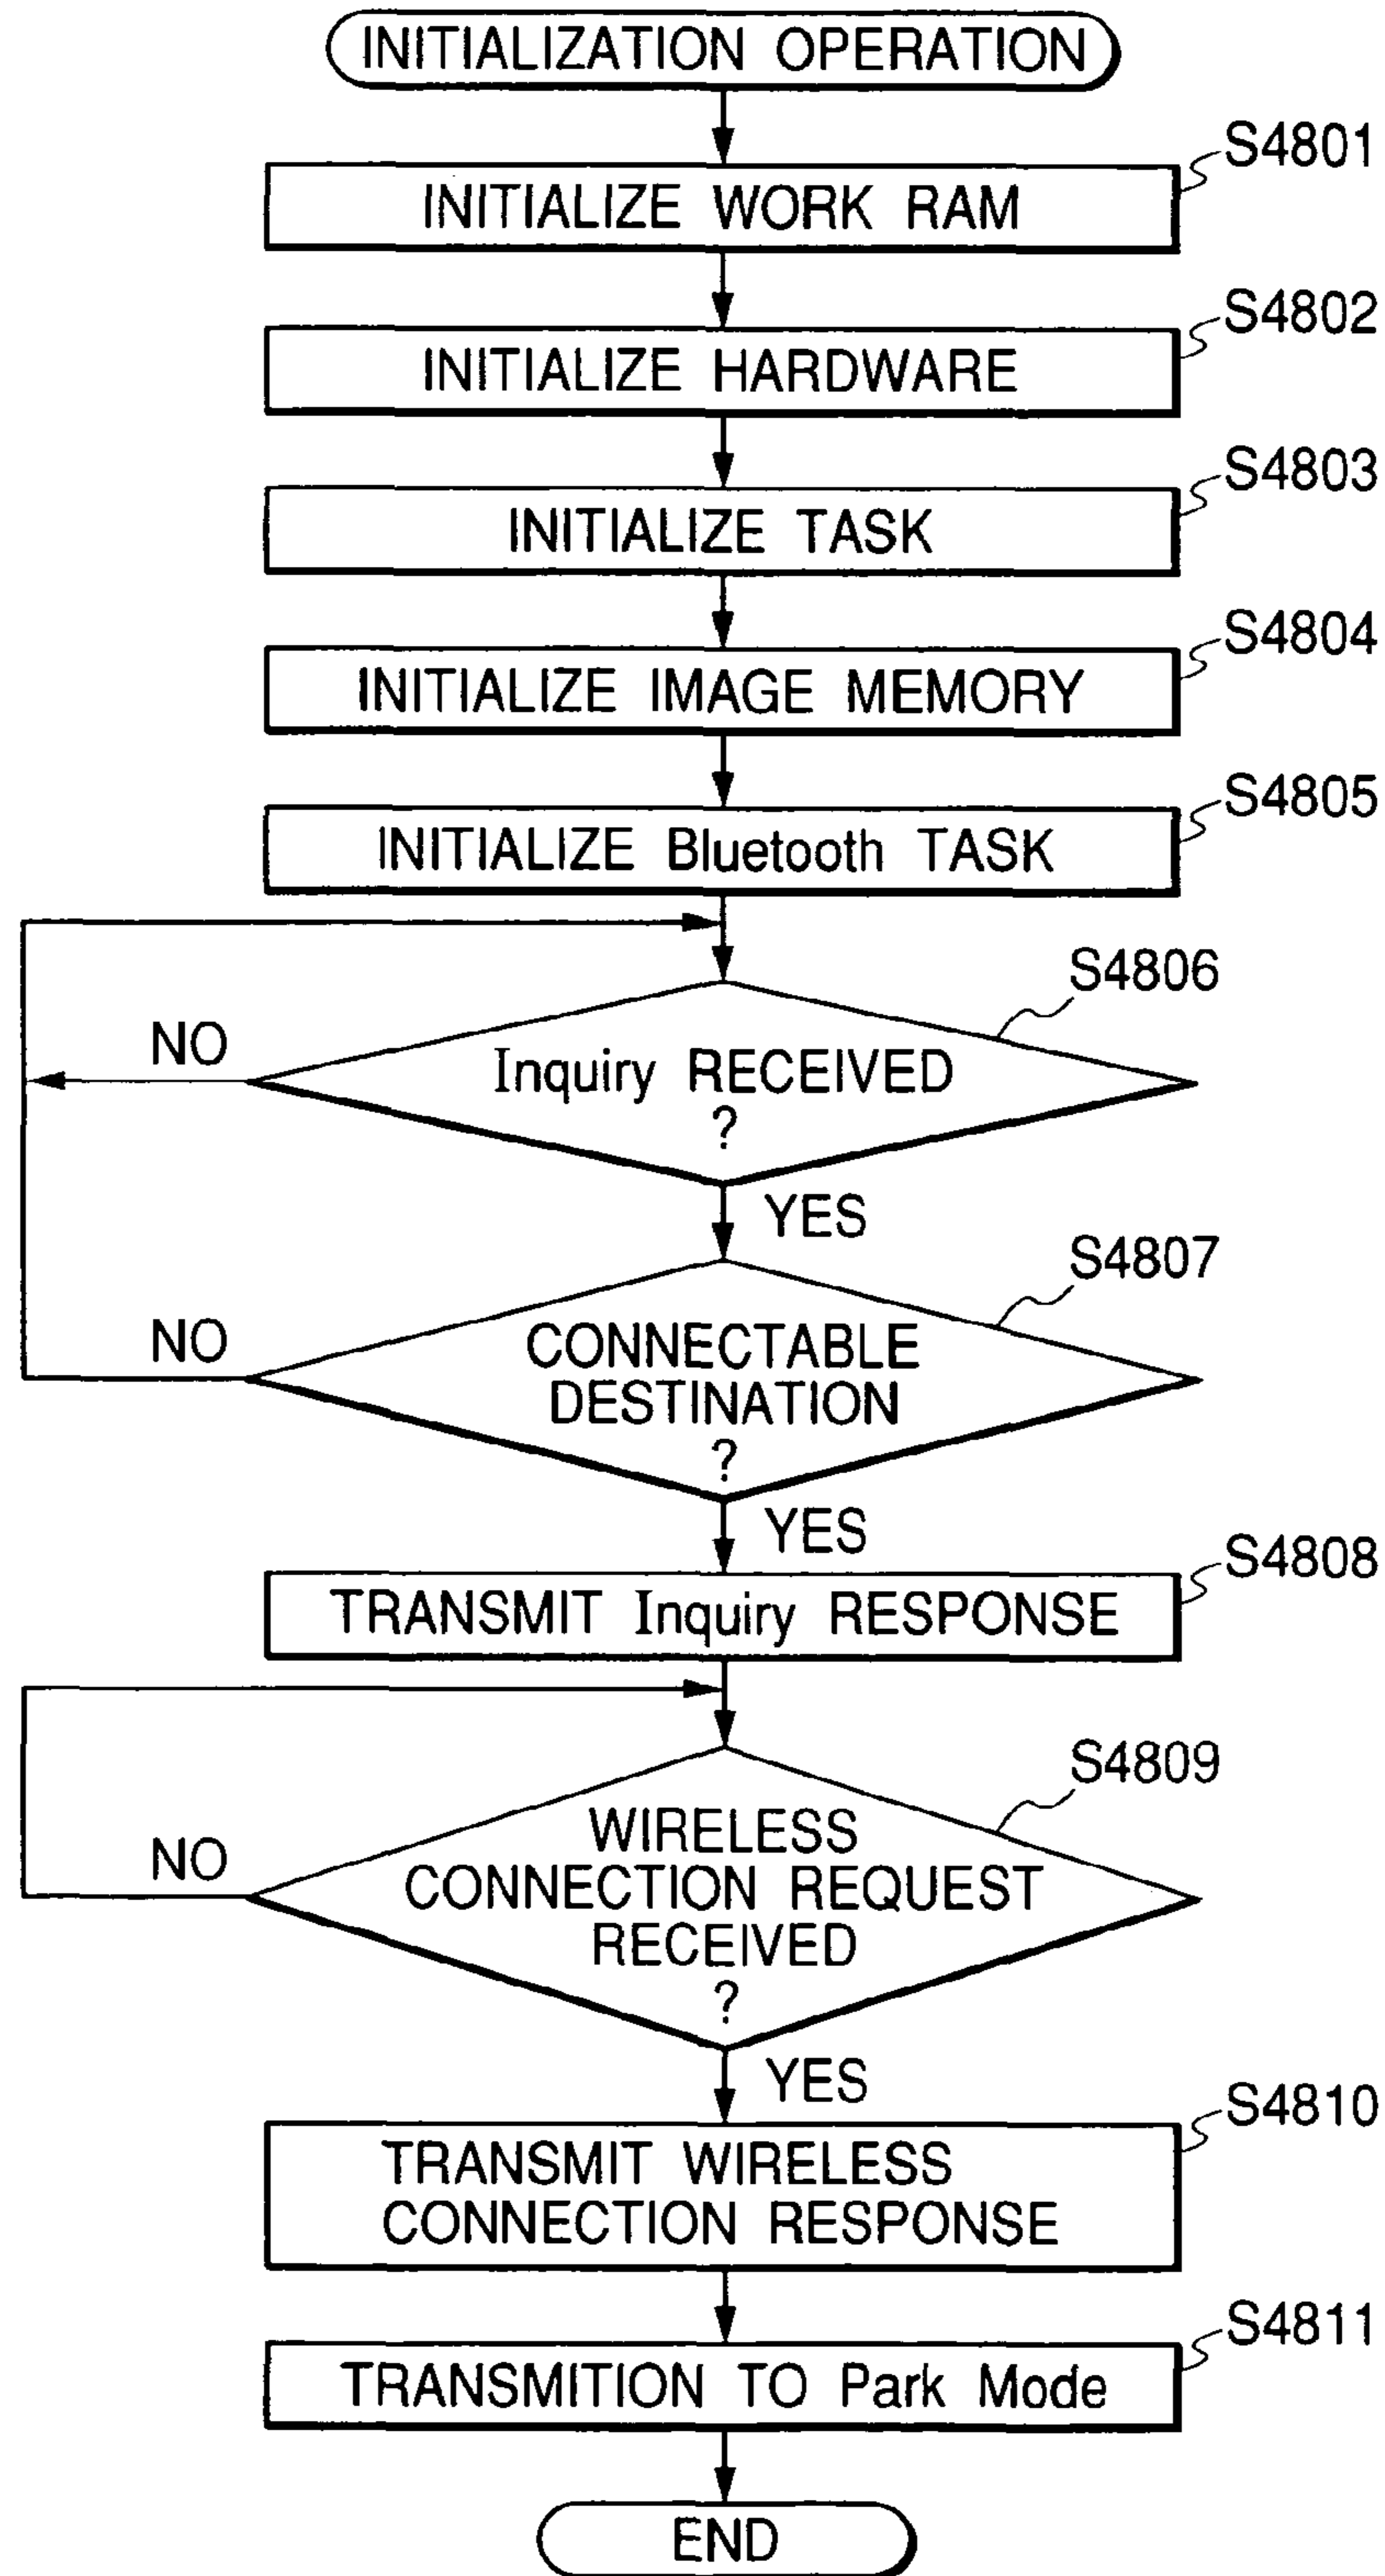 INITIALIZATION OPERATION
S4801
INITIALIZE WORK RAM
S4802
INITIALIZE HARDWARE
S4803
INITIALIZE TASK
S4804
INITIALIZE IMAGE MEMORY
S4805
INITIALIZE Bluetooth TASK
S4806
NO
Inquiry RECEIVED
?
YES
S4807
NO
CONNECTABLE
DESTINATION
?
YES
S4808
TRANSMIT Inquiry RESPONSE
S4809
NO
WIRELESS
CONNECTION REQUEST
RECEIVED
?
YES
S4810
TRANSMIT WIRELESS
CONNECTION RESPONSE
S4811
TRANSMITION TO Park Mode
END